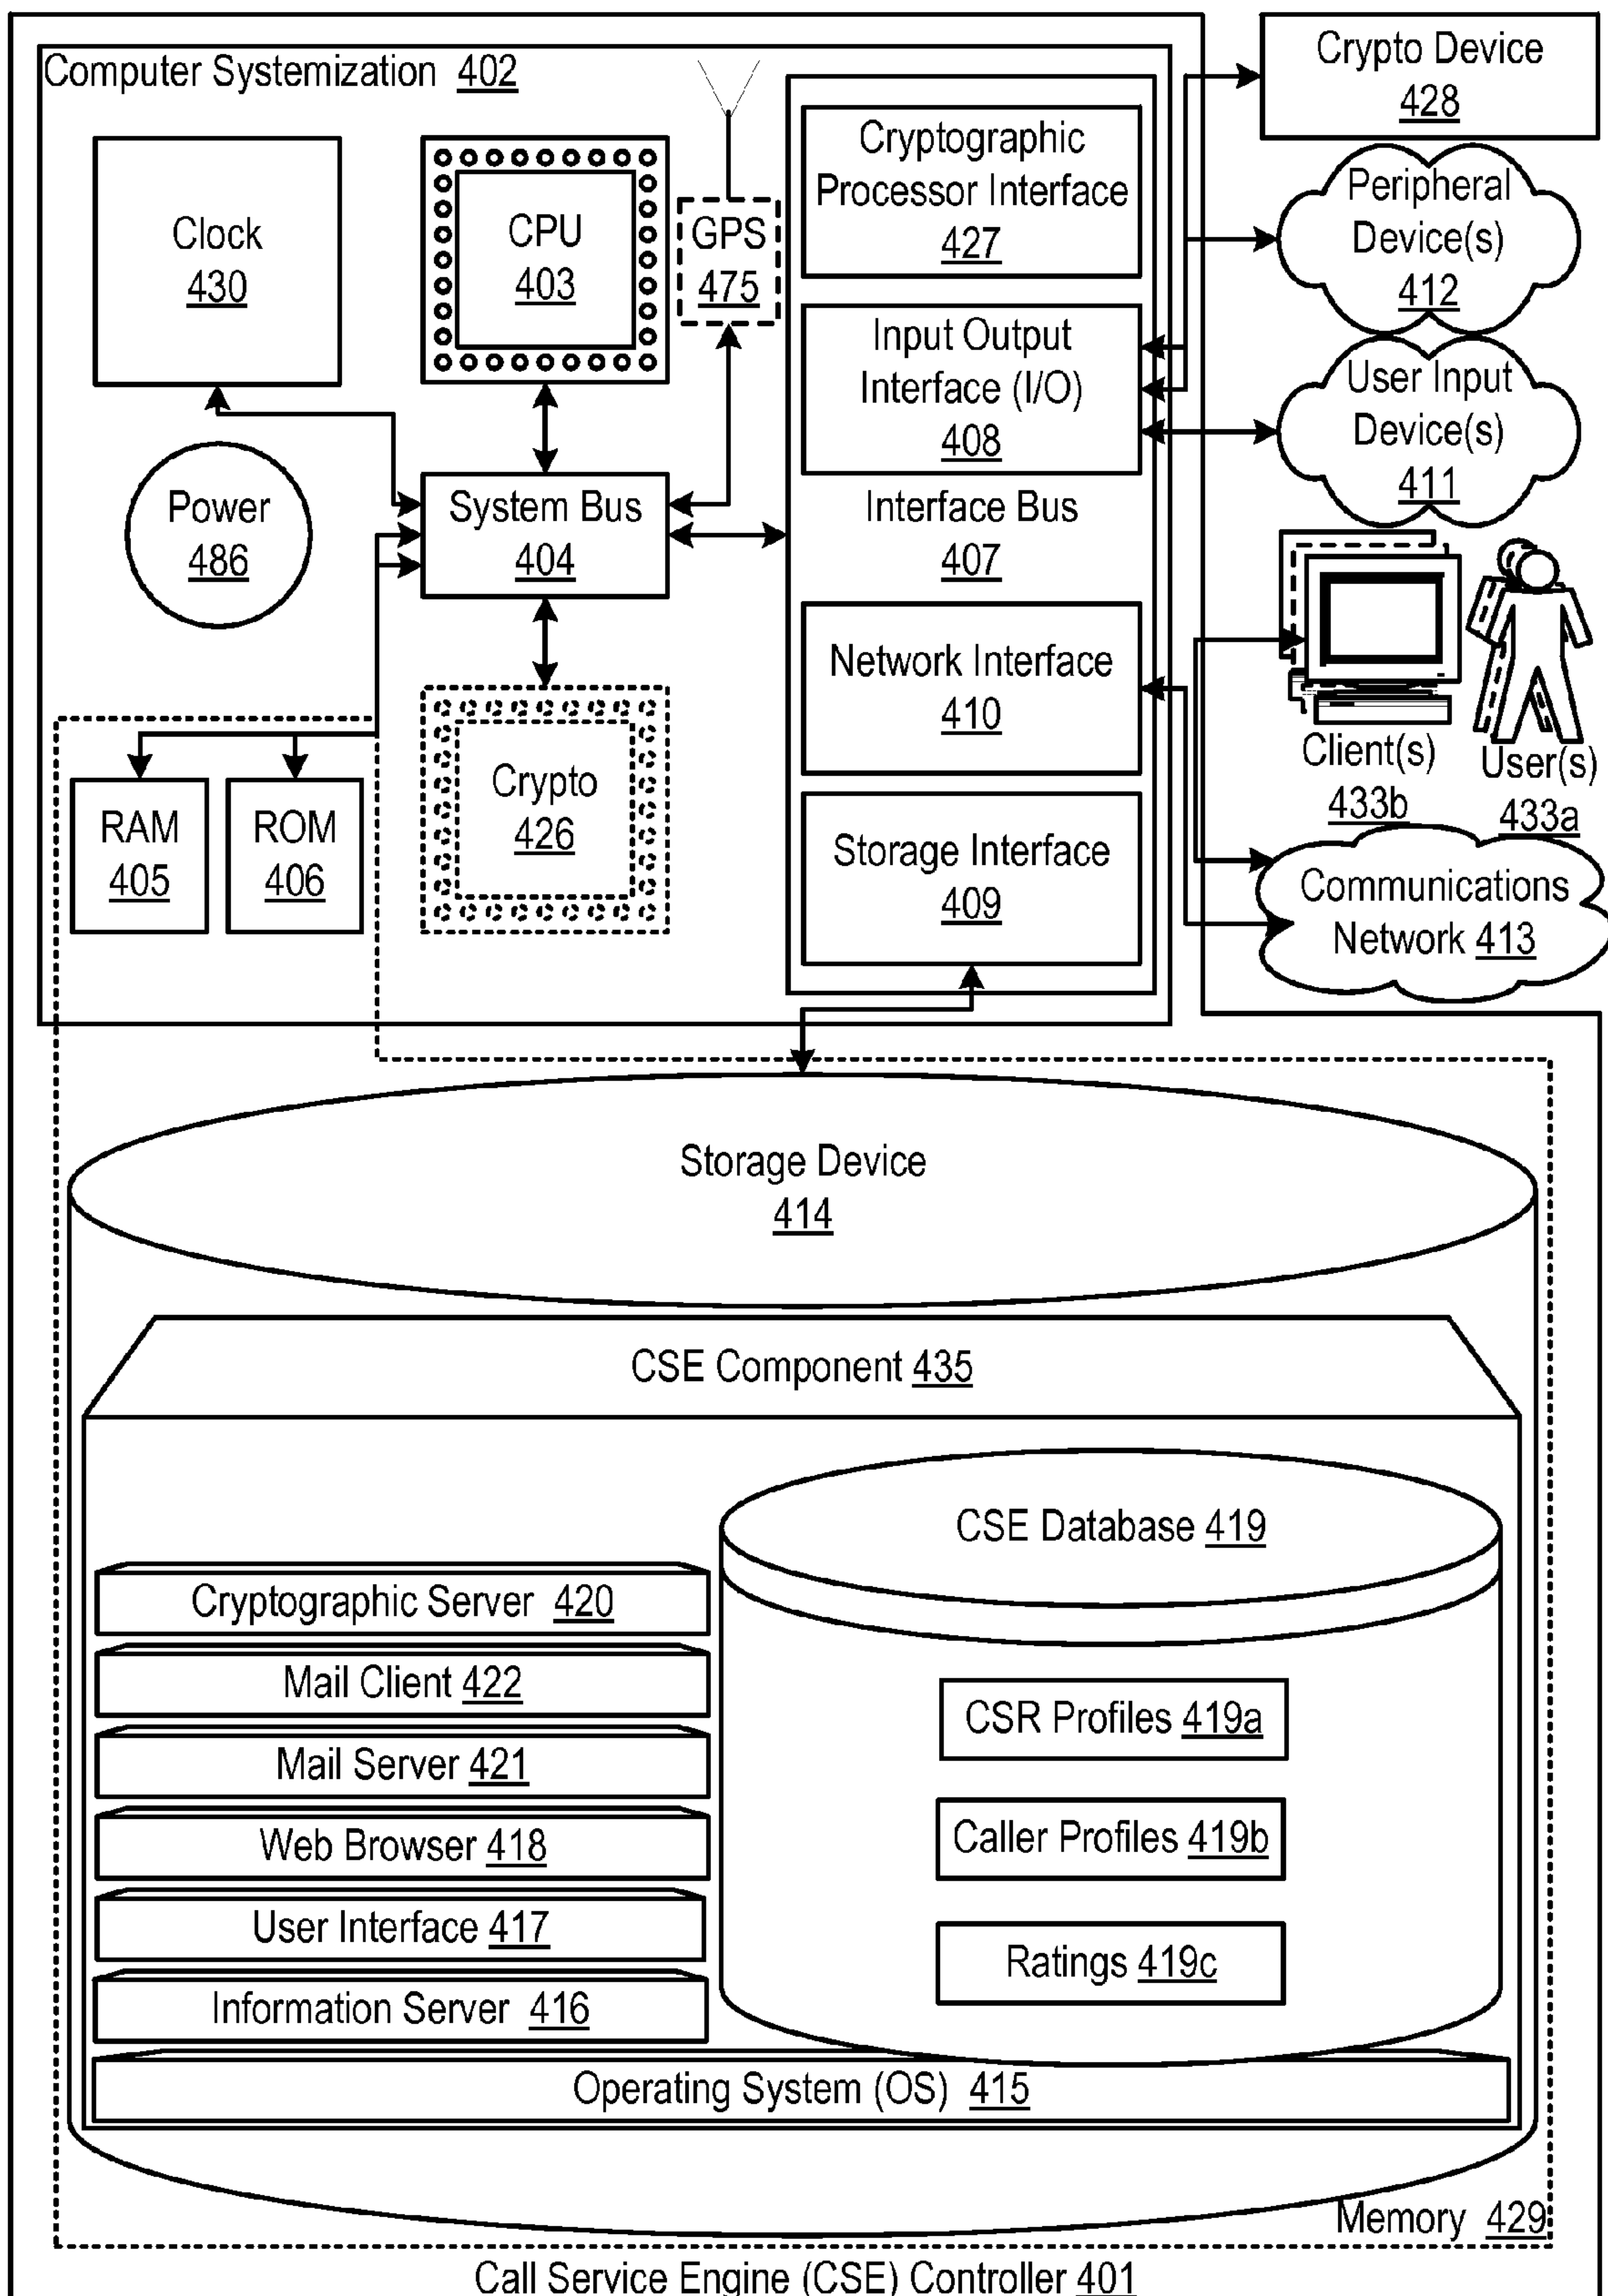 Computer Systemization 402
Clock
430
CPU
403
GPS
475
Power
486
System Bus
404
Crypto
426
RAM
405
ROM
406
Cryptographic
Processor Interface
427
Input Output
Interface (I/O)
408
Interface Bus
407
Network Interface
410
Storage Interface
409
Crypto Device
428
Peripheral
Device(s)
412
User Input
Device(s)
411
Client(s)
433b
User(s)
433a
Communications
Network 413
Storage Device
414
CSE Component 435
CSE Database 419
Cryptographic Server 420
Mail Client 422
Mail Server 421
Web Browser 418
User Interface 417
Information Server 416
CSR Profiles 419a
Caller Profiles 419b
Ratings 419c
Operating System (OS) 415
Memory 429
Call Service Engine (CSE) Controller 401